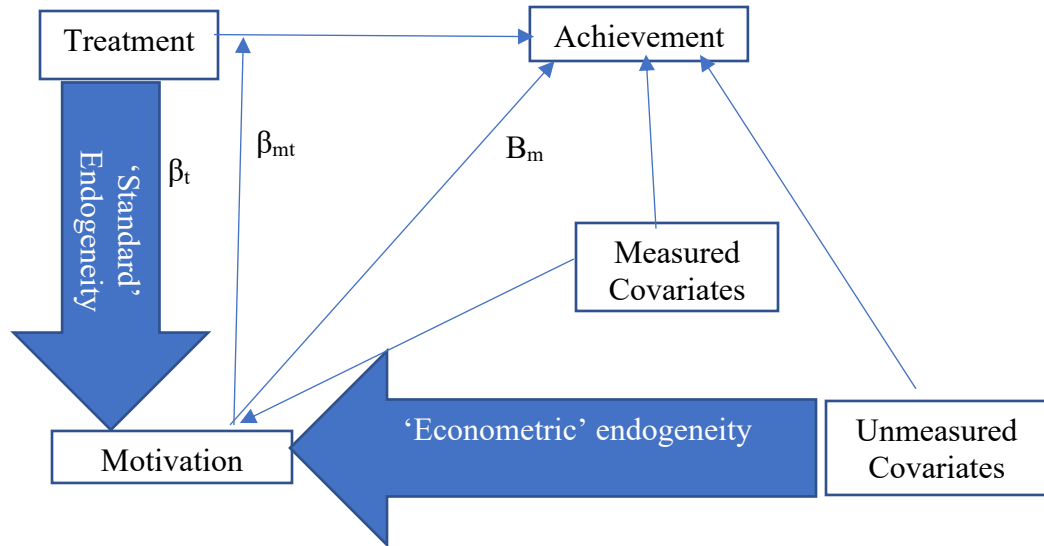 Treatment
Achievement
‘Standard’
Endogeneity
βt
βmt
Bm
Measured
Covariates
‘Econometric’ endogeneity
Unmeasured
Covariates
Motivation